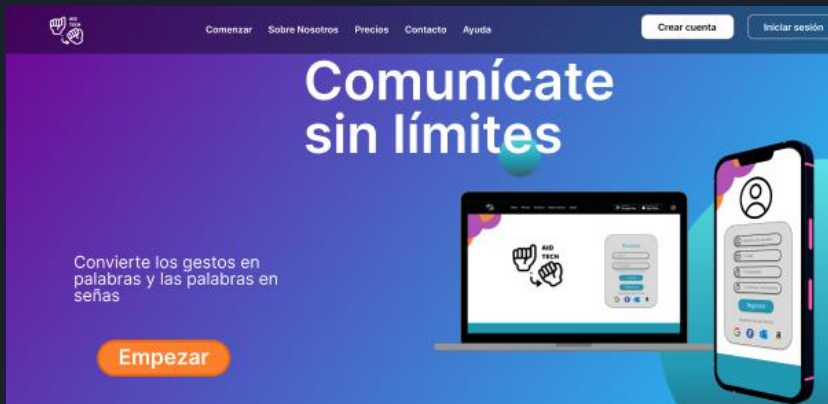 AID
TECH
Comenzar Sobre Nosotros Precios Contacto Ayuda
Crear cuenta
Iniciar sesión
Comunícate
sin límites
Convierte los gestos en
palabras y las palabras en
señas
Empezar
AID
TECH